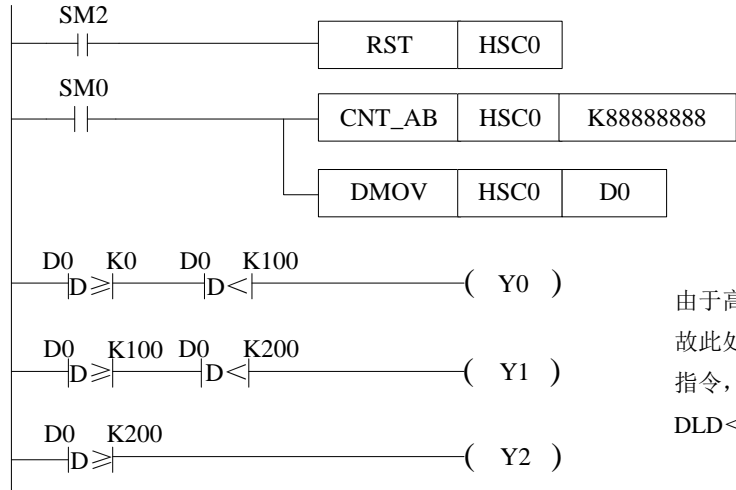 SM2
RST HSC0
SM0
CNT_AB HSC0 K88888888
DMOV HSC0 D0
D0 K0 D0 K100
D≥ D< ( Y0 )
D0 K100 D0 K200
D≥ D< ( Y1 )
D0 K200
D≥ ( Y2 )
由于高
故此处
指令，
DLD<